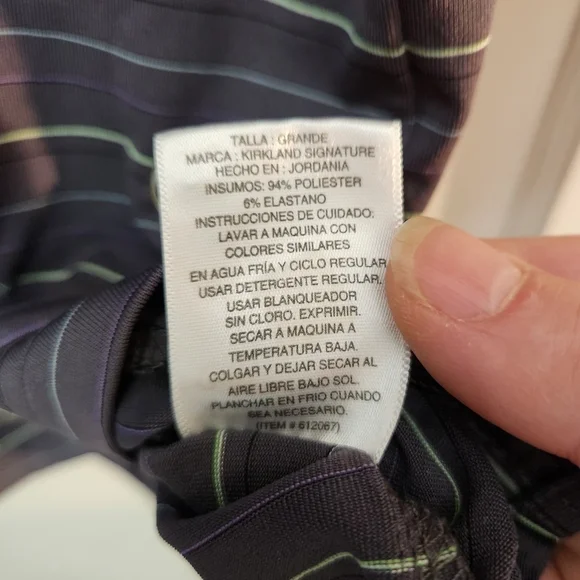 TALLA : GRANDE
MARCA : KIRKLAND SIGNATURE
HECHO EN : JORDANIA
INSUMOS: 94% POLIESTER
6% ELASTANO
INSTRUCCIONES DE CUIDADO:
LAVAR A MAQUINA CON
COLORES SIMILARES
EN AGUA FRÍA Y CICLO REGULAR
USAR DETERGENTE REGULAR.
USAR BLANQUEADOR
SIN CLORO. EXPRIMIR.
SECAR A MAQUINA A
TEMPERATURA BAJA.
COLGAR Y DEJAR SECAR AL
AIRE LIBRE BAJO SOL.
PLANCHAR EN FRIO CUANDO
SEA NECESARIO.
(ITEM # 612067)